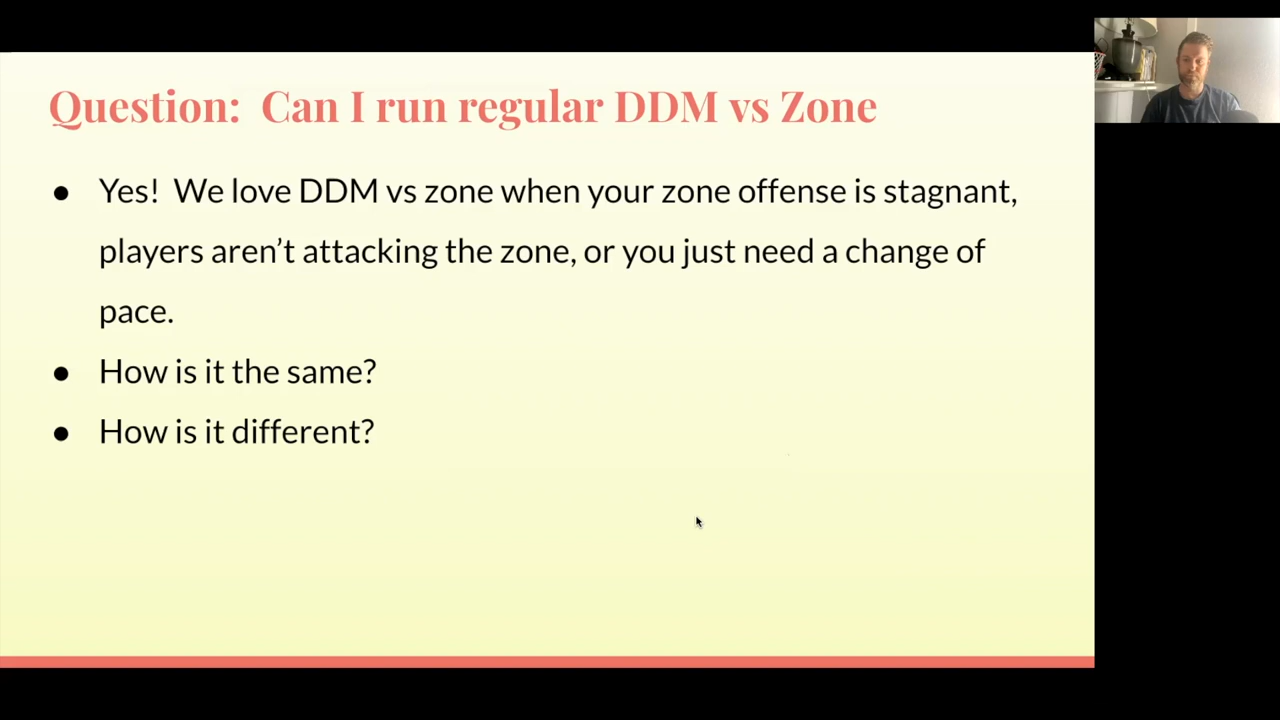 Question:  Can I run regular DDM vs Zone
● Yes!  We love DDM vs zone when your zone offense is stagnant,
players aren’t attacking the zone, or you just need a change of
pace.
● How is it the same?
● How is it different?